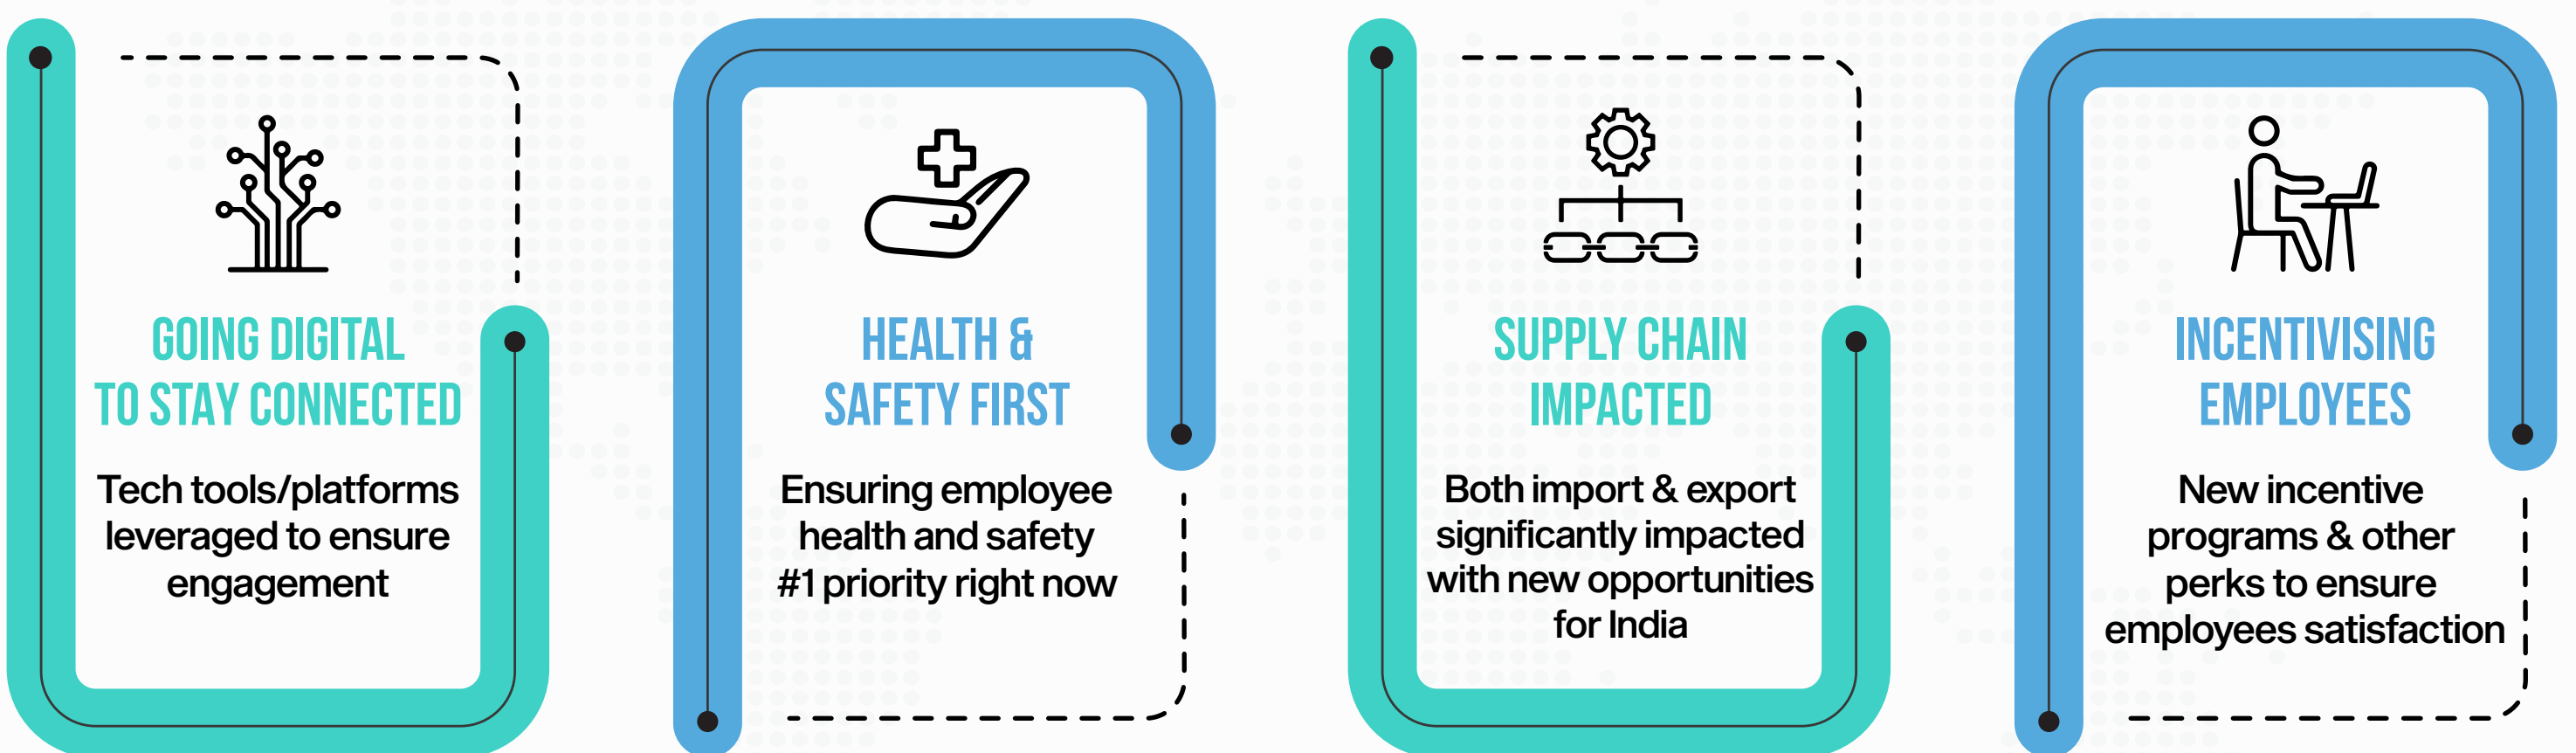 GOING DIGITAL
TO STAY CONNECTED
Tech tools/platforms
leveraged to ensure
engagement
HEALTH &
SAFETY FIRST
Ensuring employee
health and safety
#1 priority right now
SUPPLY CHAIN
IMPACTED
Both import & export
significantly impacted
with new opportunities
for India
INCENTIVISING
EMPLOYEES
New incentive
programs & other
perks to ensure
employees satisfaction